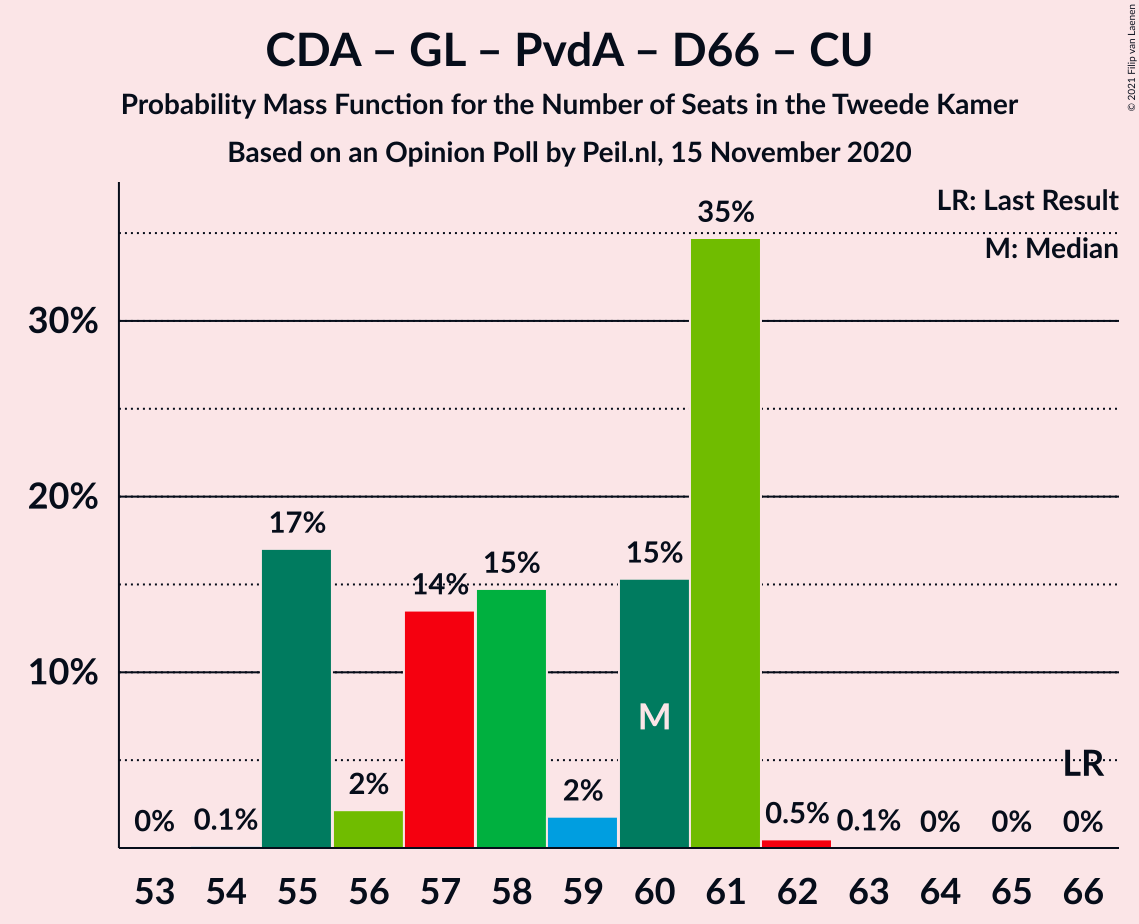 CDA – GL – PvdA – D66 – CU
Probability Mass Function for the Number of Seats in the Tweede Kamer
Based on an Opinion Poll by Peil.nl, 15 November 2020
© 2021 Filip van Laenen
LR: Last Result
M: Median
35%
30%
20%
10%
17%
14%
15%
15%
2%
2%
0%
0.1%
0.5%
0.1%
0%
0%
0%
M
LR
53 54 55 56 57 58 59 60 61 62 63 64 65 66